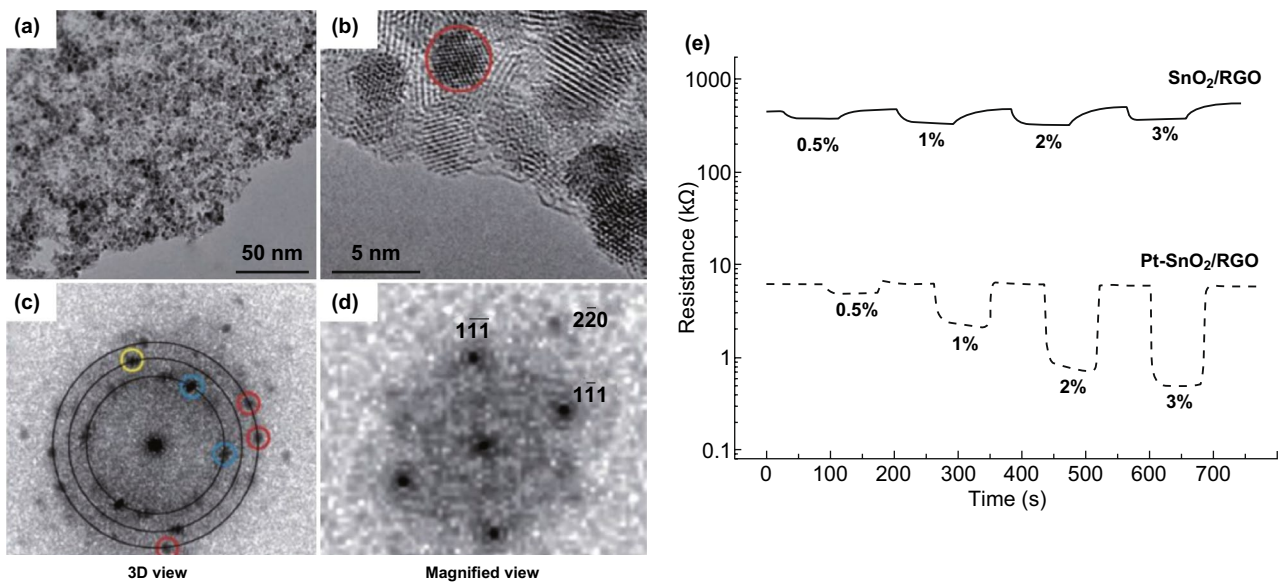 (a)
50 nm
(b)
5 nm
(c)
3D view
(d)
11̅1̅
22̅0
11̅1
Magnified view
(e)
Resistance (kΩ)
1000
100
10
1
0.1
SnO₂/RGO
0.5%
1%
2%
3%
Pt-SnO₂/RGO
0.5%
1%
2%
3%
0 100 200 300 400 500 600 700
Time (s)